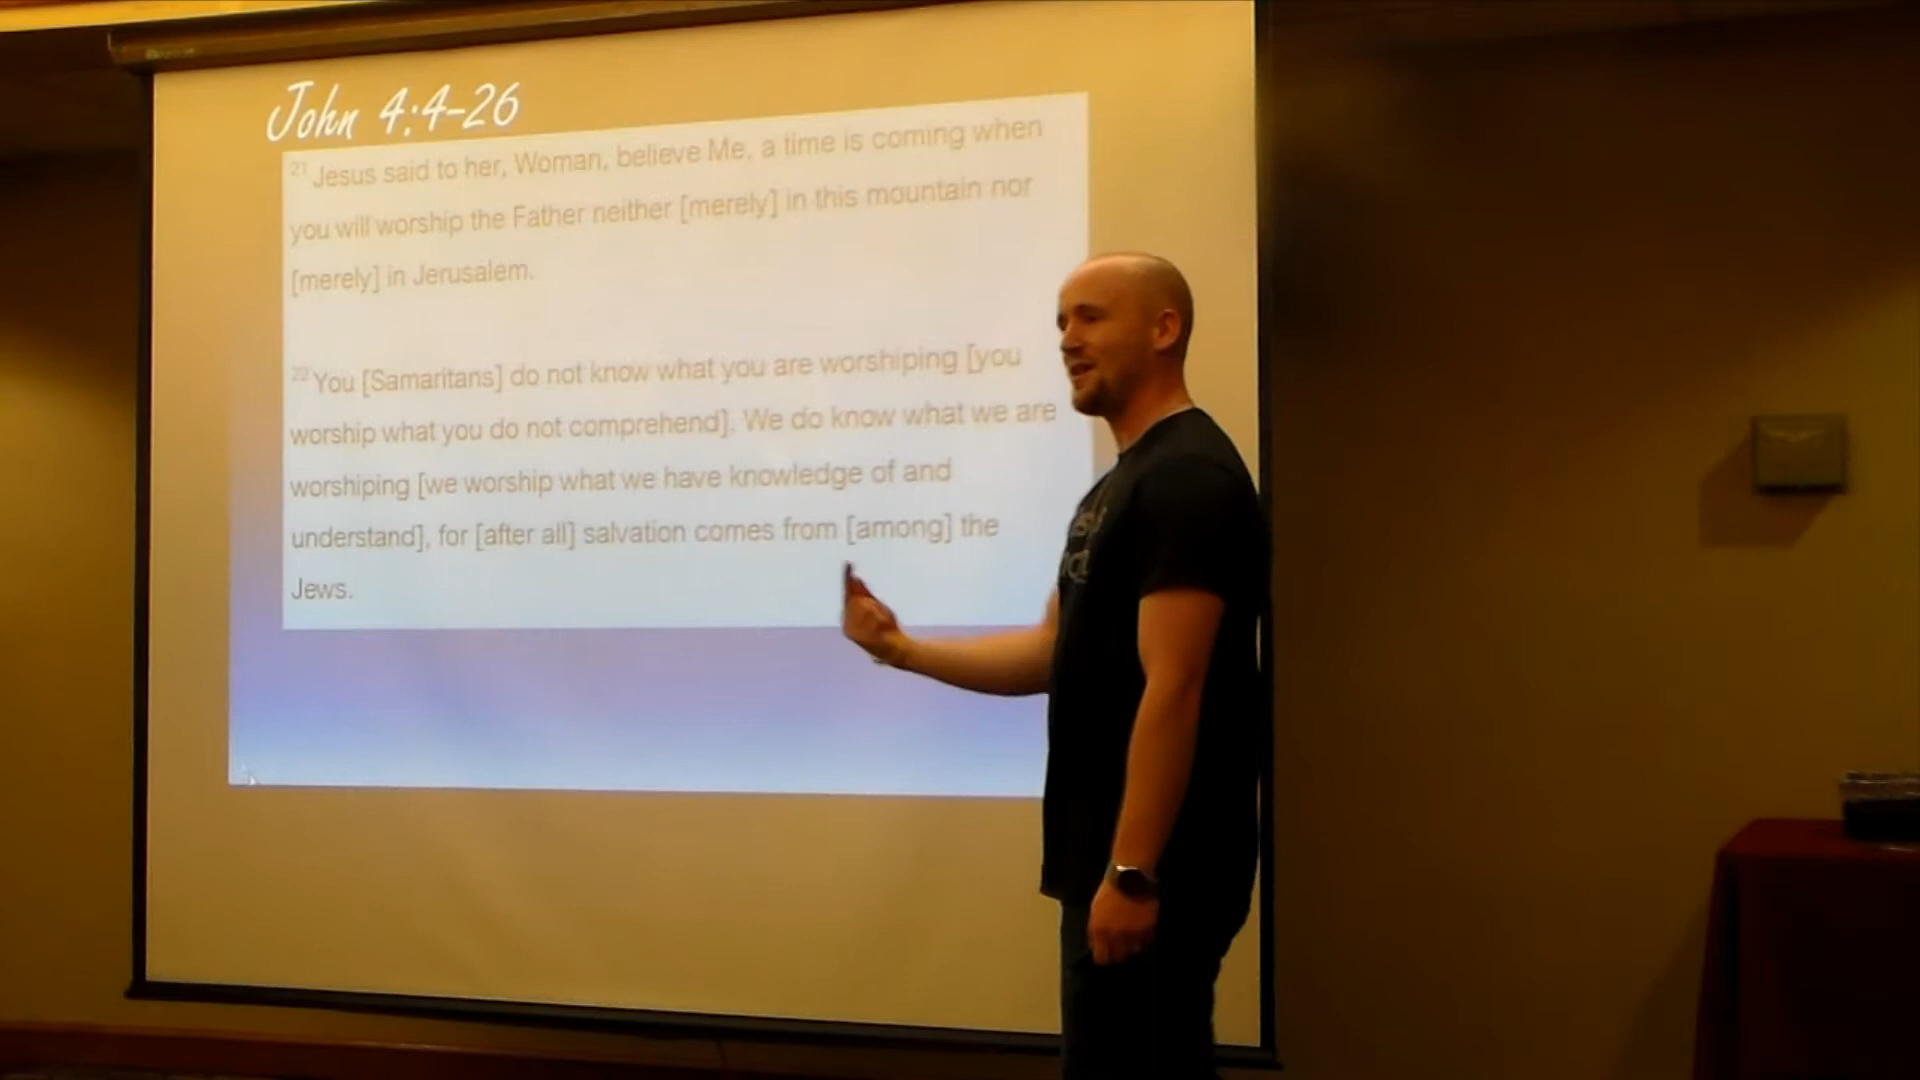 John 4:4-26
21 Jesus said to her, Woman, believe Me, a time is coming when
you will worship the Father neither [merely] in this mountain nor
[merely] in Jerusalem.
22 You [Samaritans] do not know what you are worshiping [you
worship what you do not comprehend]. We do know what we are
worshiping [we worship what we have knowledge of and
understand], for [after all] salvation comes from [among] the
Jews.